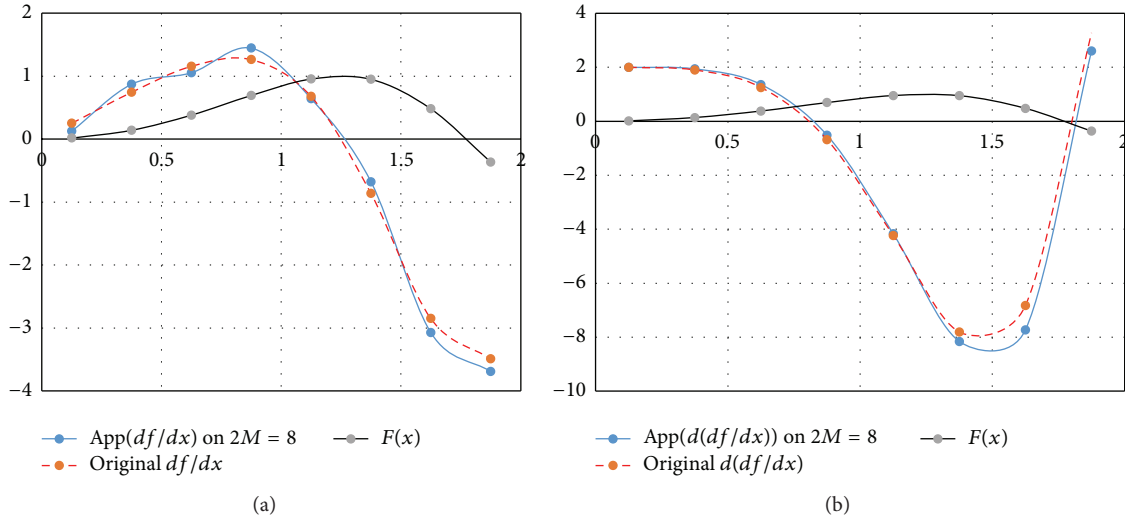 2
1
0
−1
−2
−3
−4
0 0.5 1 1.5 2
App(df/dx) on 2M = 8
F(x)
Original df/dx
(a)
4
2
0
−2
−4
−6
−8
−10
0 0.5 1 1.5 2
App(d(df/dx)) on 2M = 8
F(x)
Original d(df/dx)
(b)